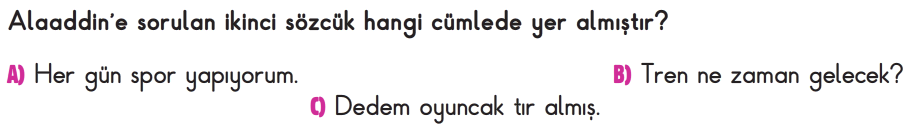 Alaaddin'e sorulan ikinci sözcük hangi cümlede yer almıştır?
A) Her gün spor yapıyorum. B) Tren ne zaman gelecek?
C) Dedem oyuncak tır almış.